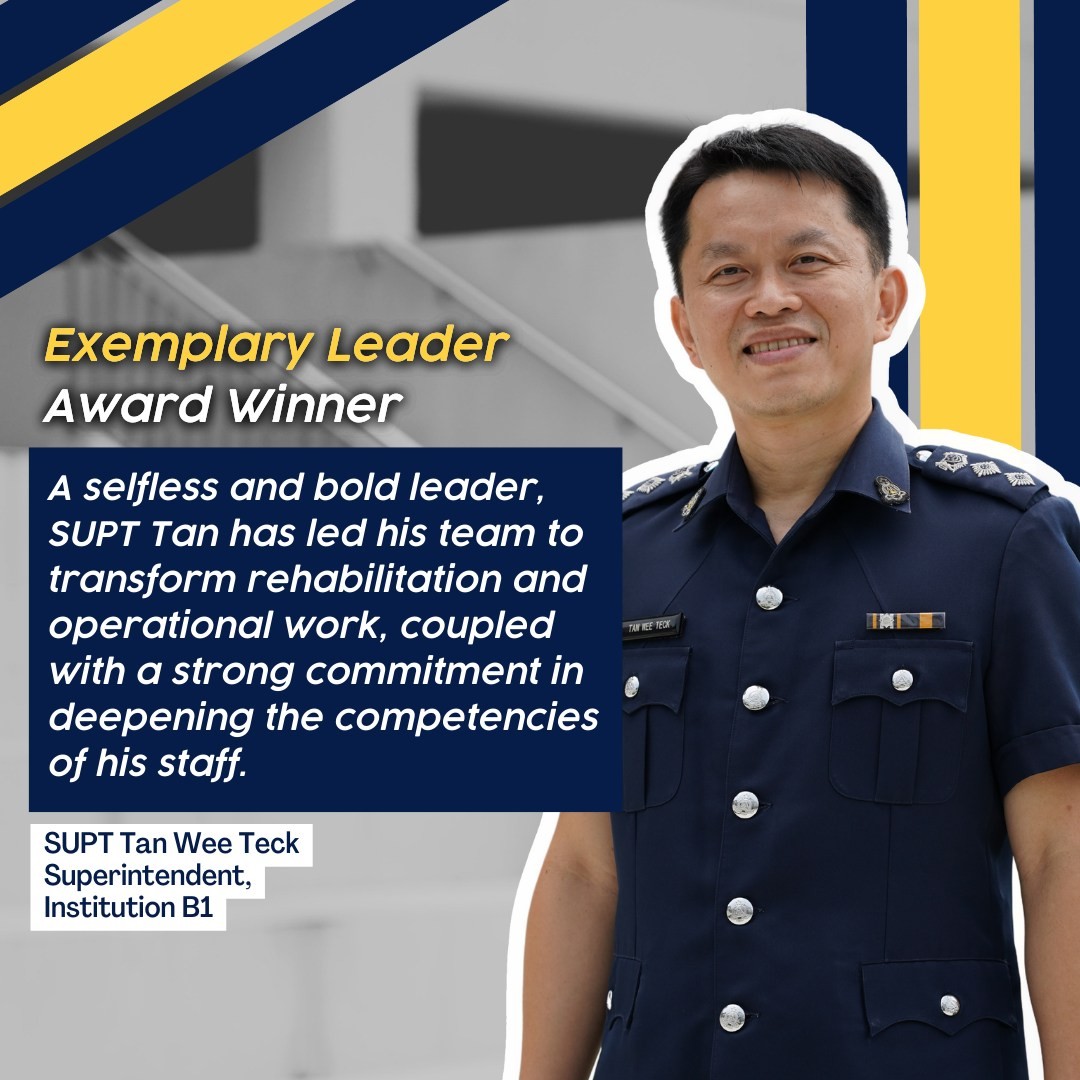 Exemplary Leader
Award Winner
A selfless and bold leader,
SUPT Tan has led his team to
transform rehabilitation and
operational work, coupled
with a strong commitment in
deepening the competencies
of his staff.
TAN WEE TECK
SUPT Tan Wee Teck
Superintendent,
Institution B1